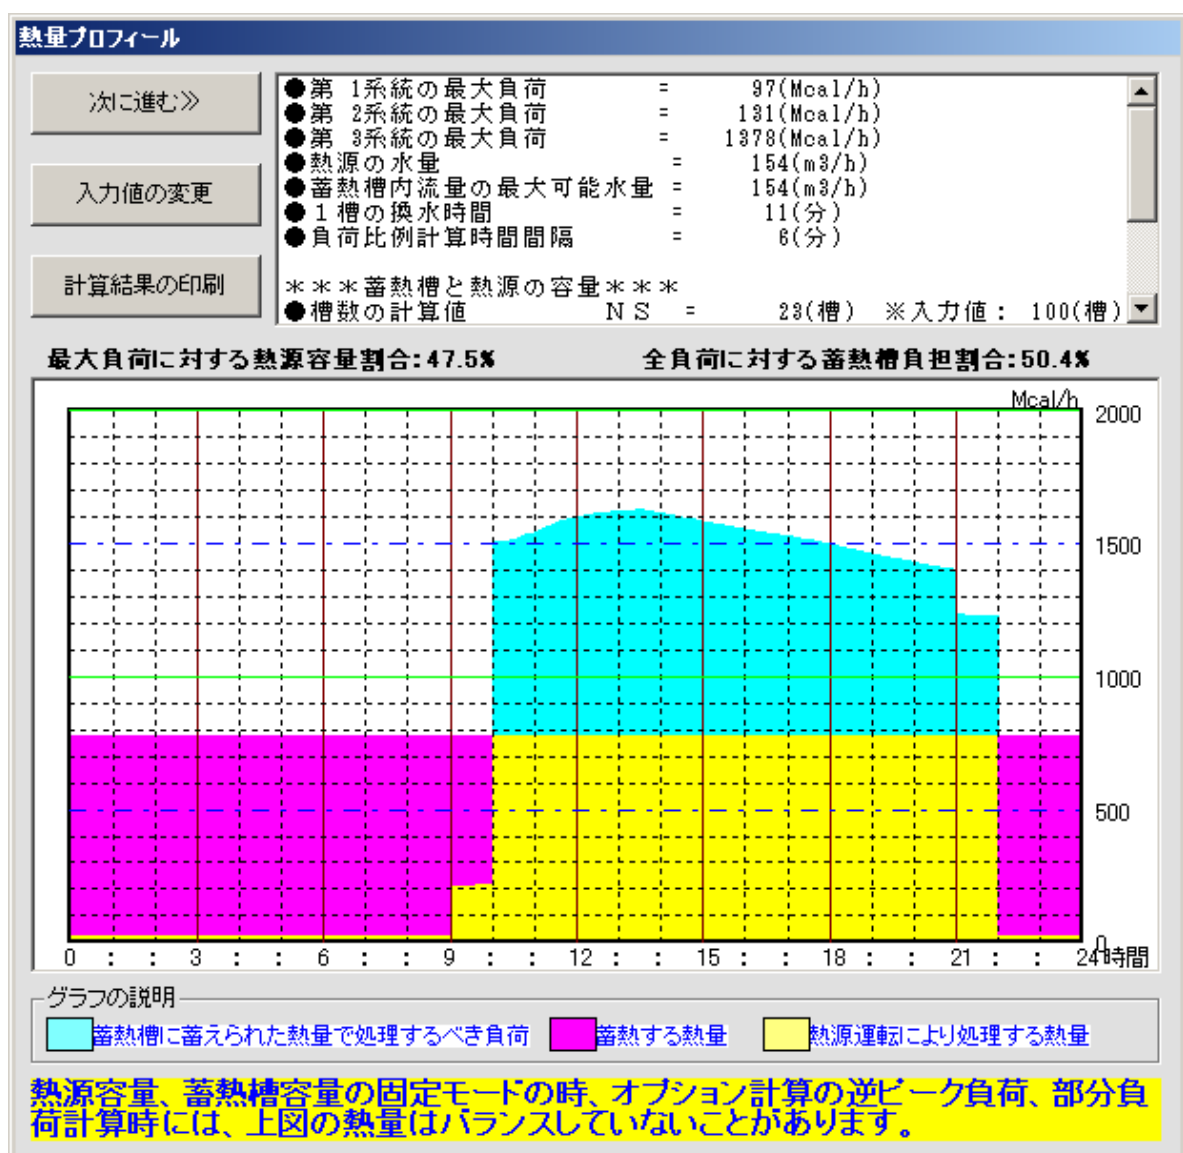 熱量プロフィール
次に進む≫
入力値の変更
計算結果の印刷
●第 1系統の最大負荷 = 97(Mcal/h)
●第 2系統の最大負荷 = 131(Mcal/h)
●第 3系統の最大負荷 = 1378(Mcal/h)
●熱源の水量 = 154(m3/h)
●蓄熱槽内流量の最大可能水量 = 154(m3/h)
●１槽の換水時間 = 11(分)
●負荷比例計算時間間隔 = 6(分)
＊＊＊蓄熱槽と熱源の容量＊＊＊
●槽数の計算値 ＮＳ = 23(槽) ※入力値： 100(槽)
最大負荷に対する熱源容量割合:47.5% 全負荷に対する蓄熱槽負担割合:50.4%
Mcal/h
2000
1500
1000
500
0
0 : : 3 : : 6 : : 9 : : 12 : : 15 : : 18 : : 21 : : 24時間
グラフの説明
蓄熱槽に蓄えられた熱量で処理するべき負荷 蓄熱する熱量 熱源運転により処理する熱量
熱源容量、蓄熱槽容量の固定モードの時、オプション計算の逆ピーク負荷、部分負
荷計算時には、上図の熱量はバランスしていないことがあります。